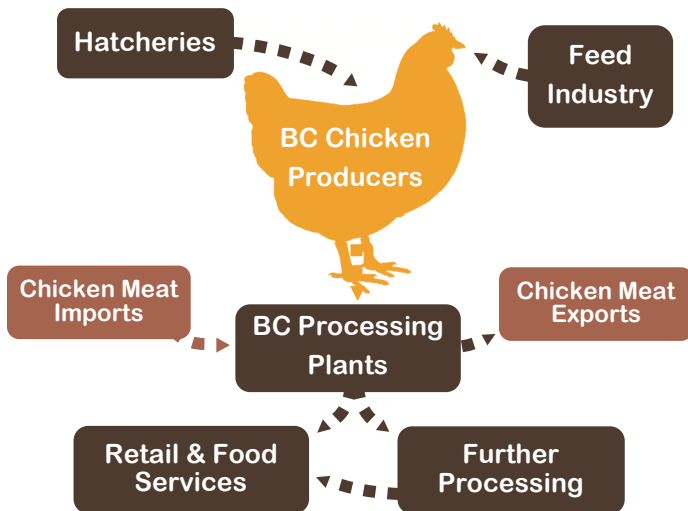 Hatcheries
Feed
Industry
BC Chicken
Producers
Chicken Meat
Imports
Chicken Meat
Exports
BC Processing
Plants
Retail & Food
Services
Further
Processing